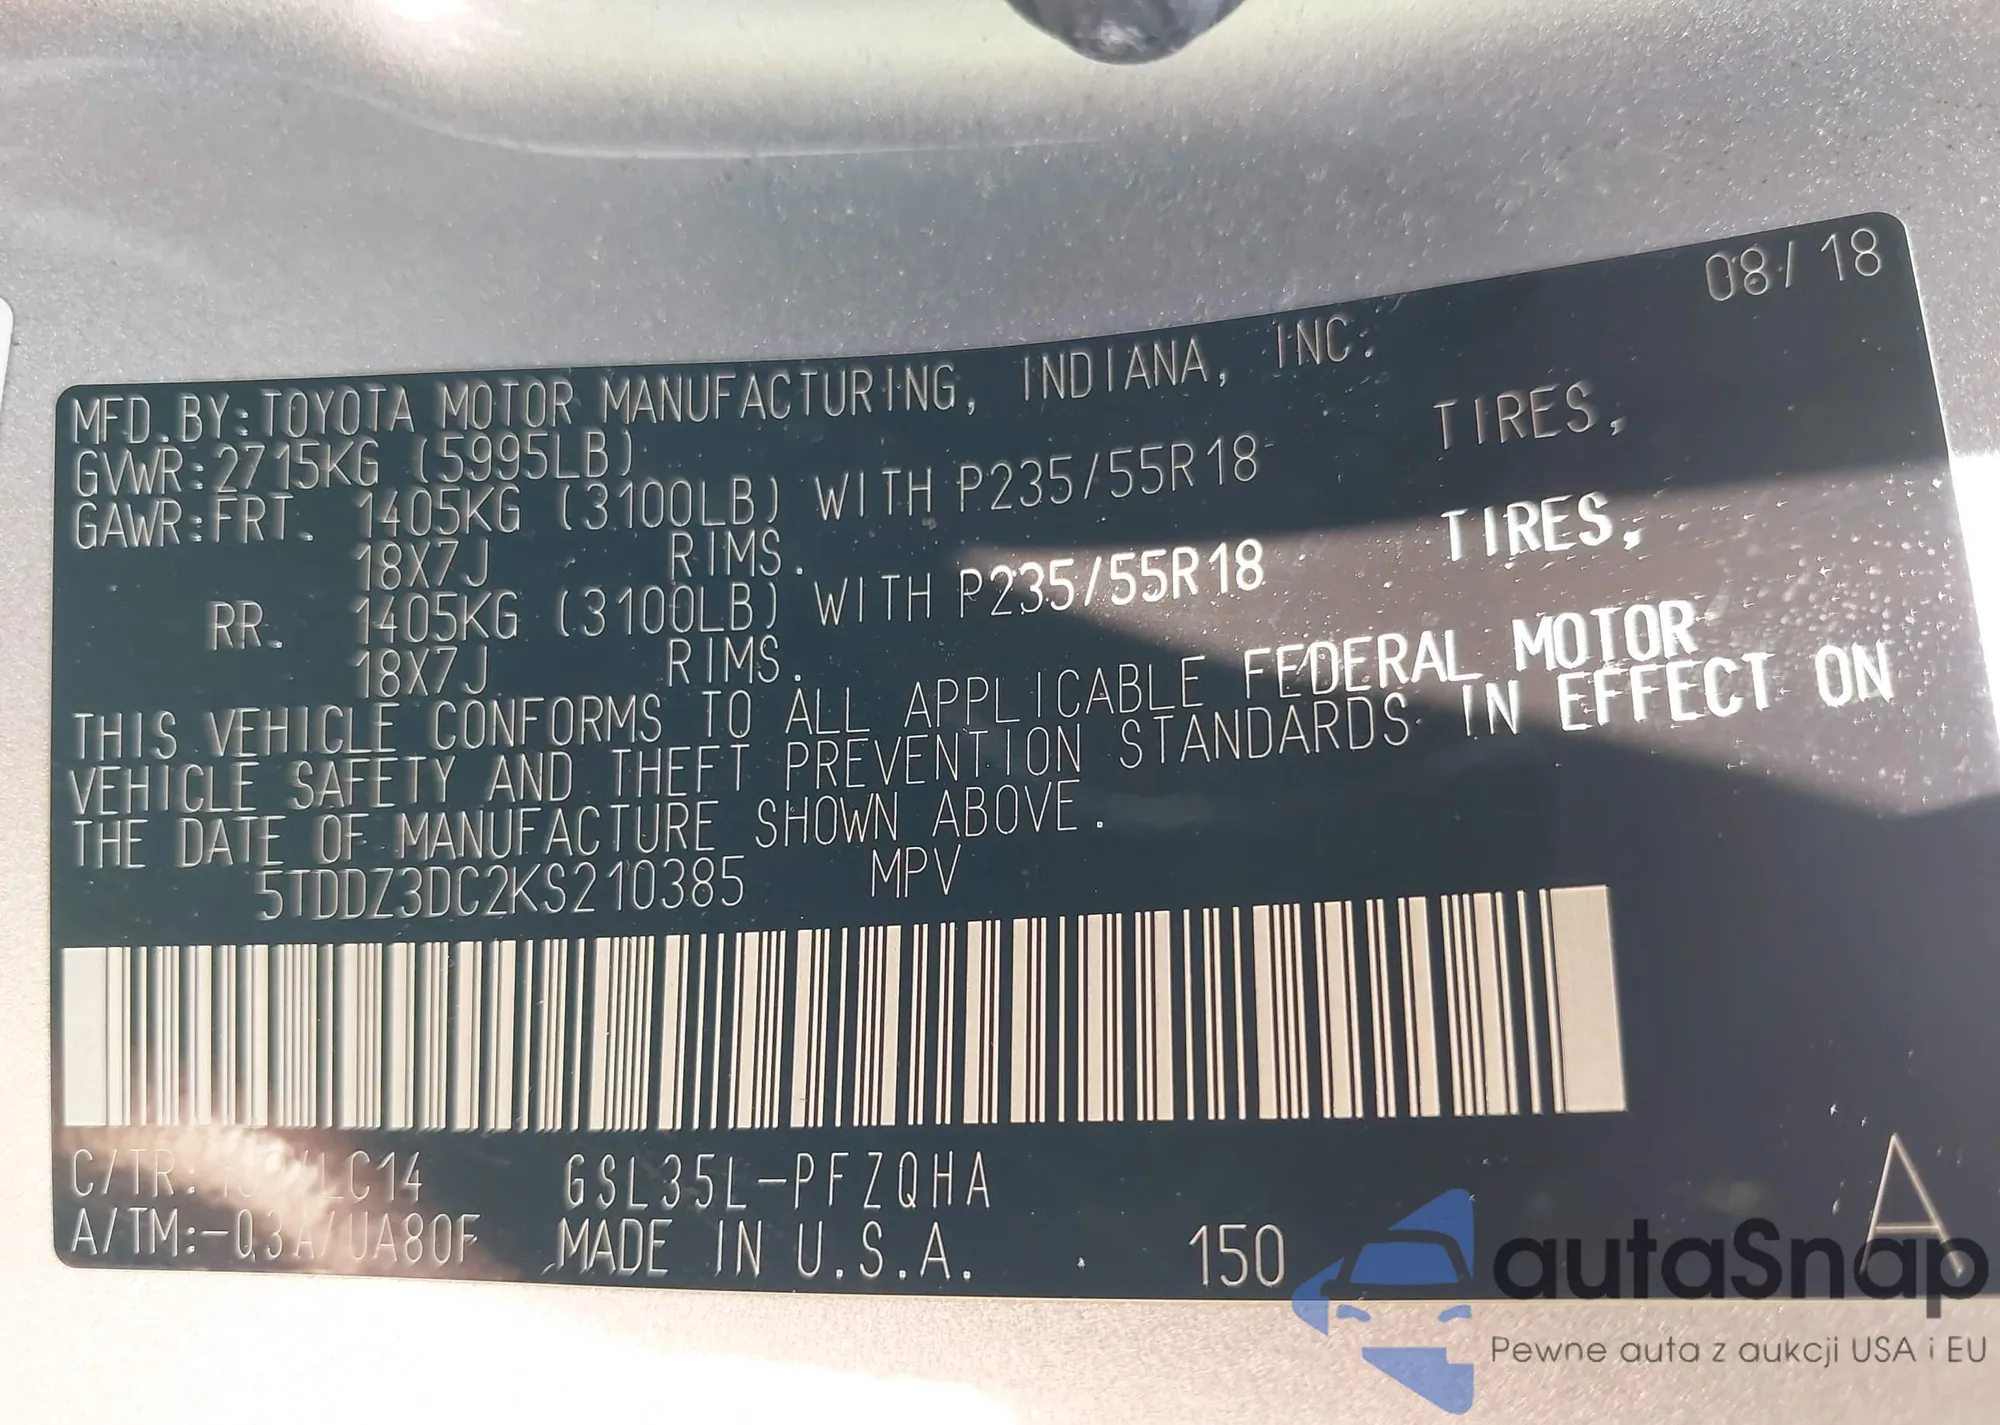 08/18
MFD.BY:TOYOTA MOTOR MANUFACTURING, INDIANA, INC.
GVWR:2715KG (5995LB)
GAWR:FRT. 1405KG (3100LB) WITH P235/55R18 TIRES,
18X7J RIMS.
RR. 1405KG (3100LB) WITH P235/55R18 TIRES,
18X7J RIMS.
THIS VEHICLE CONFORMS TO ALL APPLICABLE FEDERAL MOTOR
VEHICLE SAFETY AND THEFT PREVENTION STANDARDS IN EFFECT ON
THE DATE OF MANUFACTURE SHOWN ABOVE.
5TDDZ3DC2KS210385 MPV
C/TR: LC14 GSL35L-PFZQHA
A/TM:-03A/UA80F MADE IN U.S.A. 150 A
autaSnap
Pewne auta z aukcji USA i EU